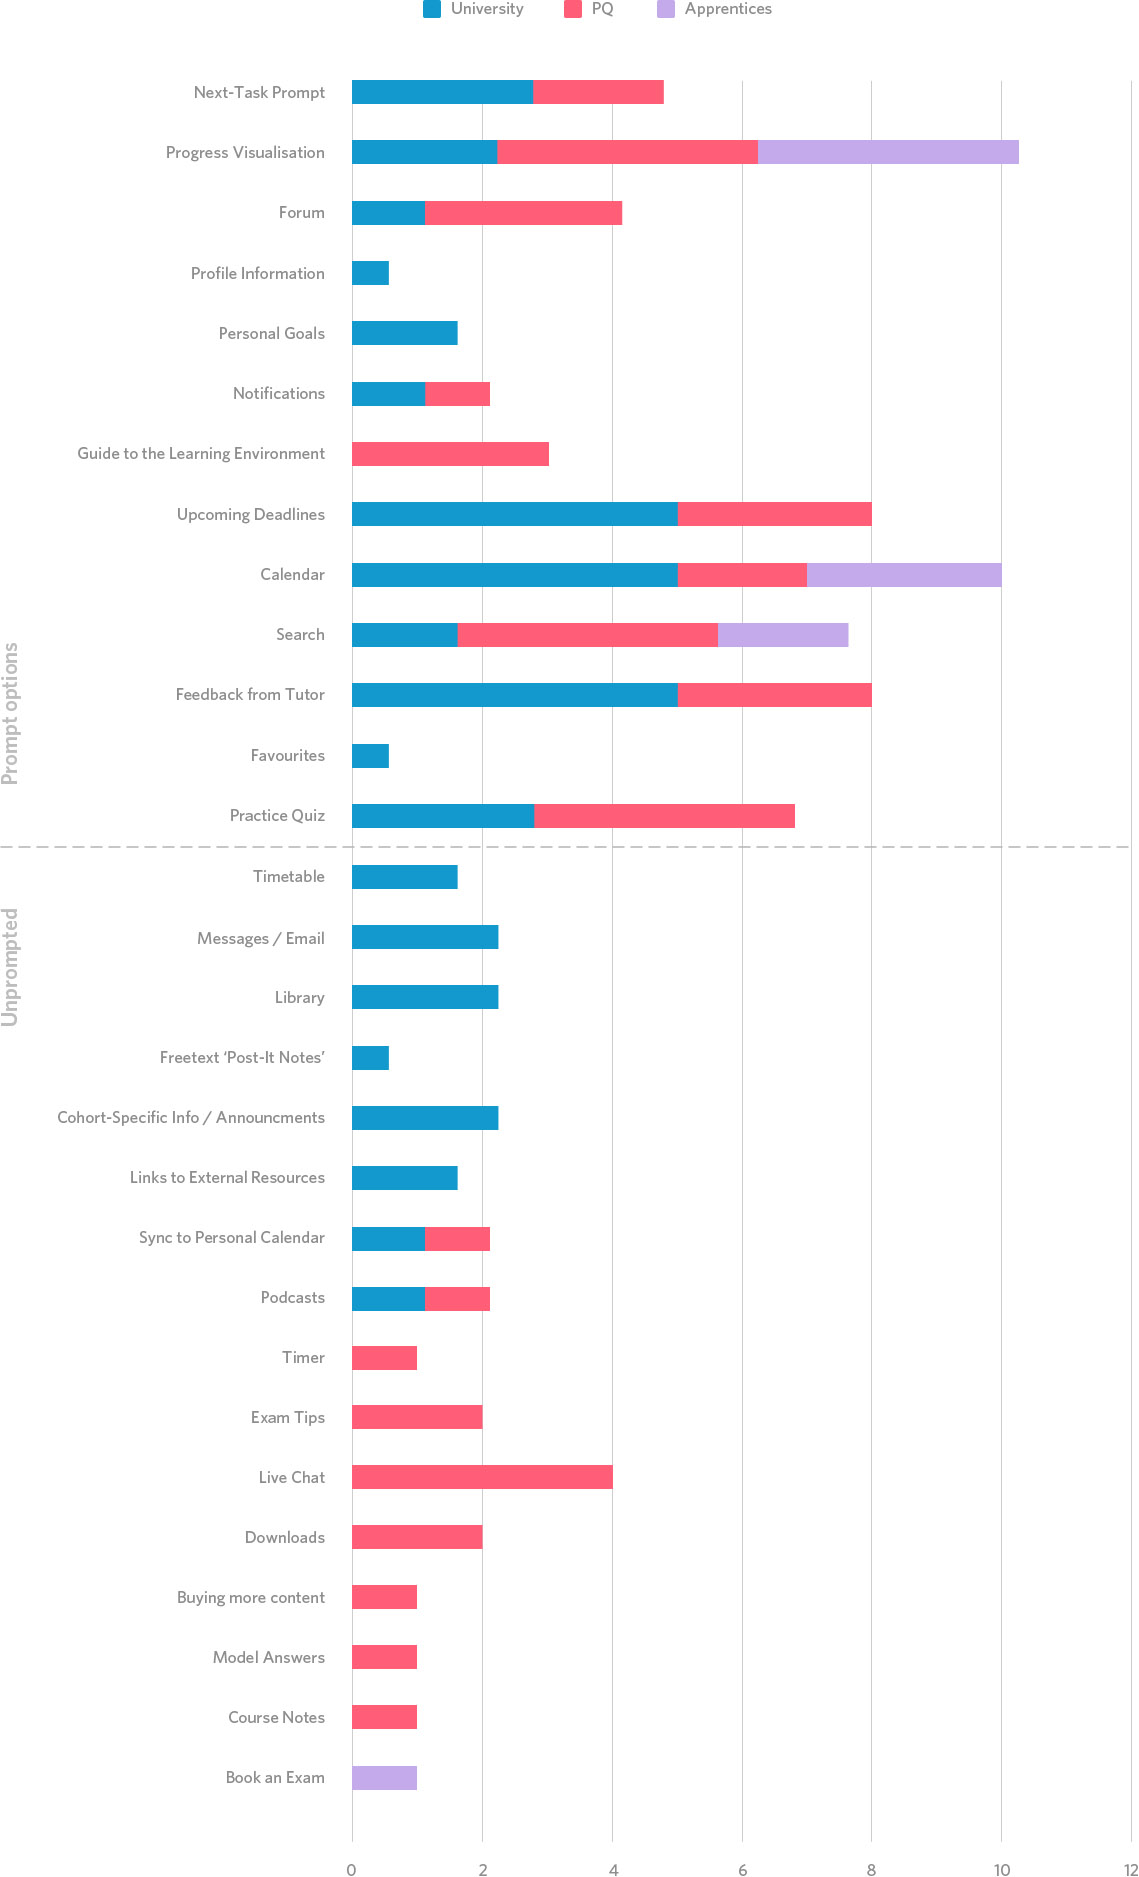 University PQ Apprentices
Next-Task Prompt
Progress Visualisation
Forum
Profile Information
Personal Goals
Notifications
Guide to the Learning Environment
Upcoming Deadlines
Calendar
Search
Feedback from Tutor
Favourites
Practice Quiz
Prompt options
Timetable
Messages / Email
Library
Freetext ‘Post-It Notes’
Cohort-Specific Info / Announcments
Links to External Resources
Sync to Personal Calendar
Podcasts
Timer
Exam Tips
Live Chat
Downloads
Buying more content
Model Answers
Course Notes
Book an Exam
Unprompted
0 2 4 6 8 10 12